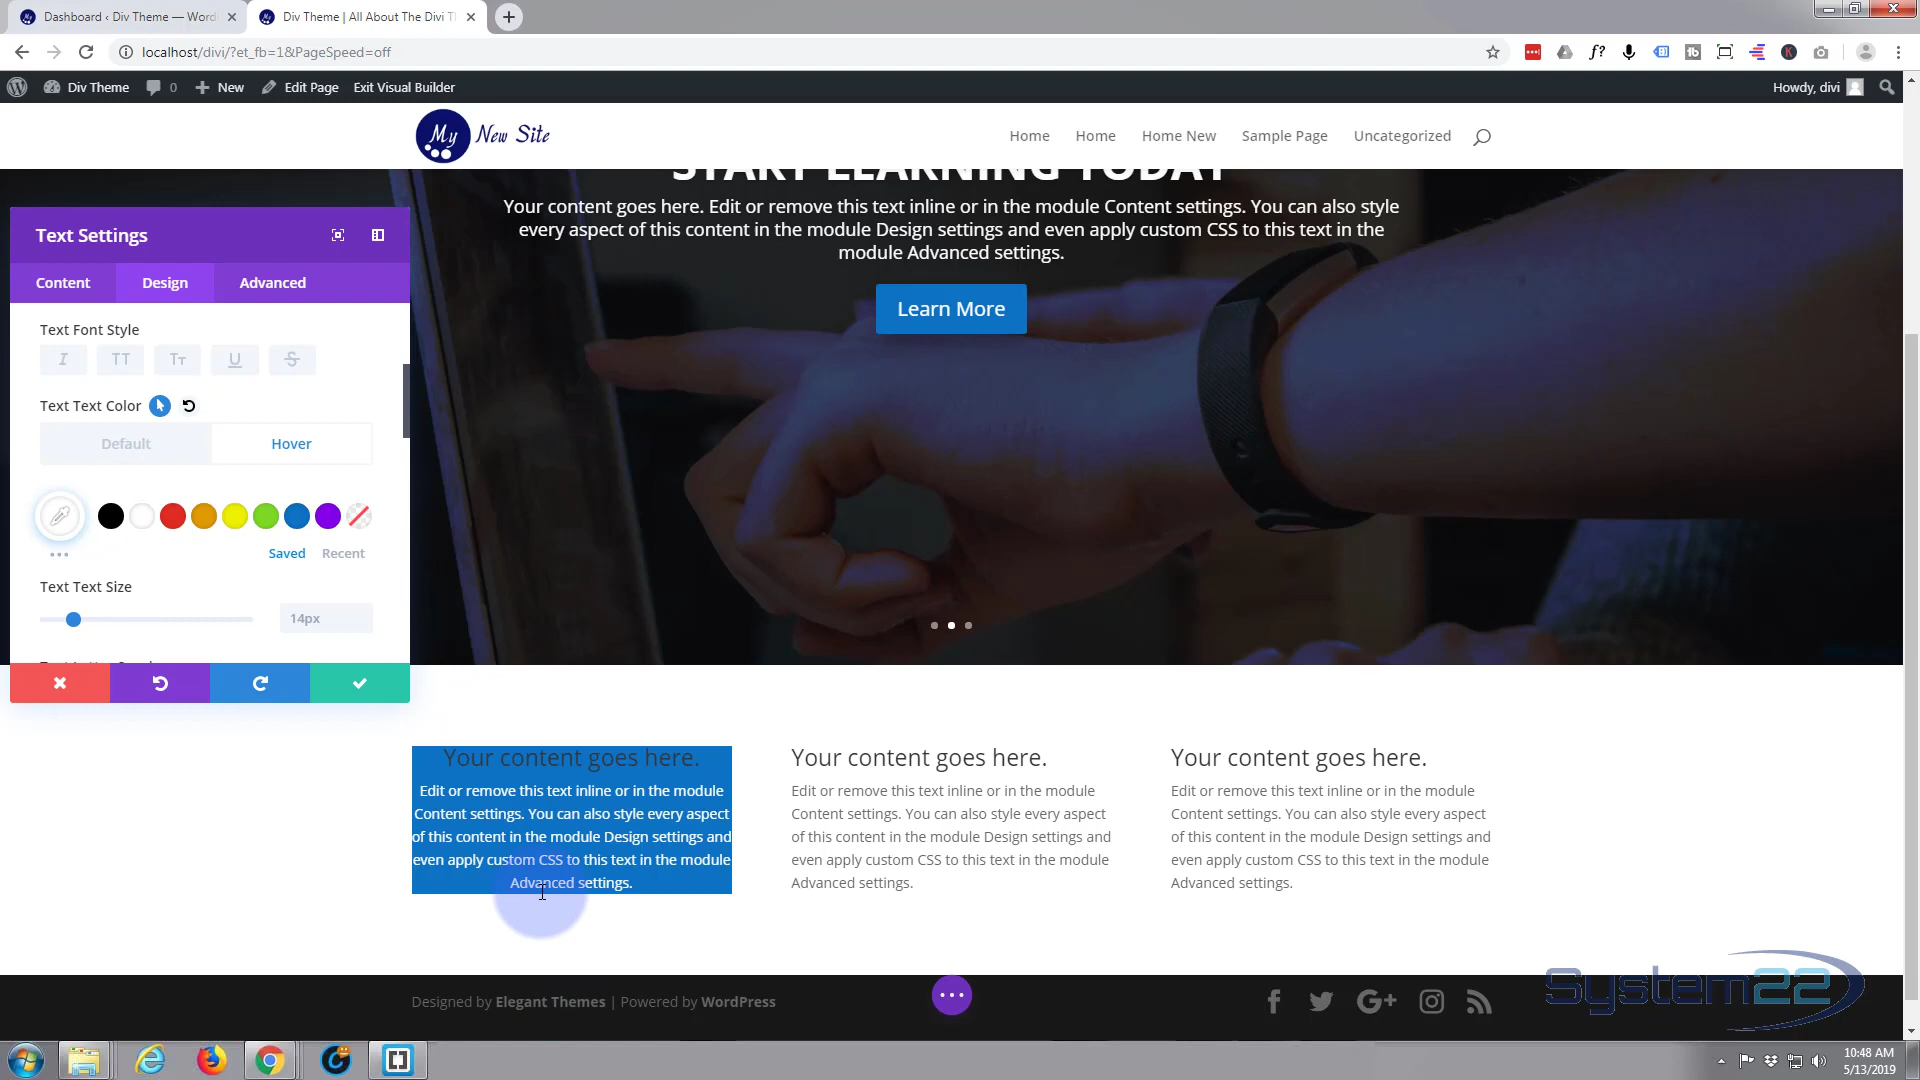 Dashboard ‹ Div Theme — Word
Div Theme | All About The Divi Th
localhost/divi/?et_fb=1&PageSpeed=off
Div Theme
0
New
Edit Page
Exit Visual Builder
Howdy, divi
My New Site
Home
Home
Home New
Sample Page
Uncategorized
START LEARNING TODAY
Your content goes here. Edit or remove this text inline or in the module Content settings. You can also style
every aspect of this content in the module Design settings and even apply custom CSS to this text in the
module Advanced settings.
Learn More
Text Settings
Content
Design
Advanced
Text Font Style
I
TT
Tт
U
S
Text Text Color
Default
Hover
Saved
Recent
Text Text Size
14px
Your content goes here.
Edit or remove this text inline or in the module
Content settings. You can also style every aspect
of this content in the module Design settings and
even apply custom CSS to this text in the module
Advanced settings.
Your content goes here.
Edit or remove this text inline or in the module
Content settings. You can also style every aspect
of this content in the module Design settings and
even apply custom CSS to this text in the module
Advanced settings.
Your content goes here.
Edit or remove this text inline or in the module
Content settings. You can also style every aspect
of this content in the module Design settings and
even apply custom CSS to this text in the module
Advanced settings.
Designed by Elegant Themes | Powered by WordPress
System22
10:48 AM
5/13/2019